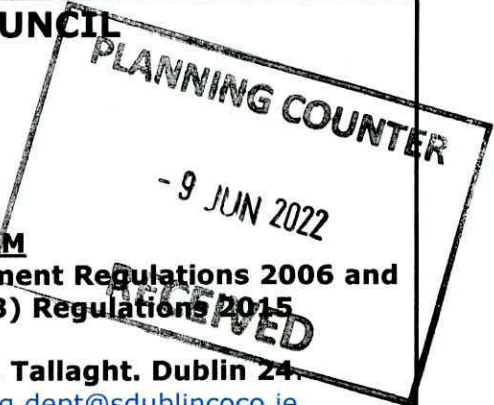 UNCIL
PLANNING COUNTER
- 9 JUN 2022
RECEIVED
M
ment Regulations 2006 and
3) Regulations 2015
Tallaght. Dublin 24.
g.dept@sdublincoco.ie